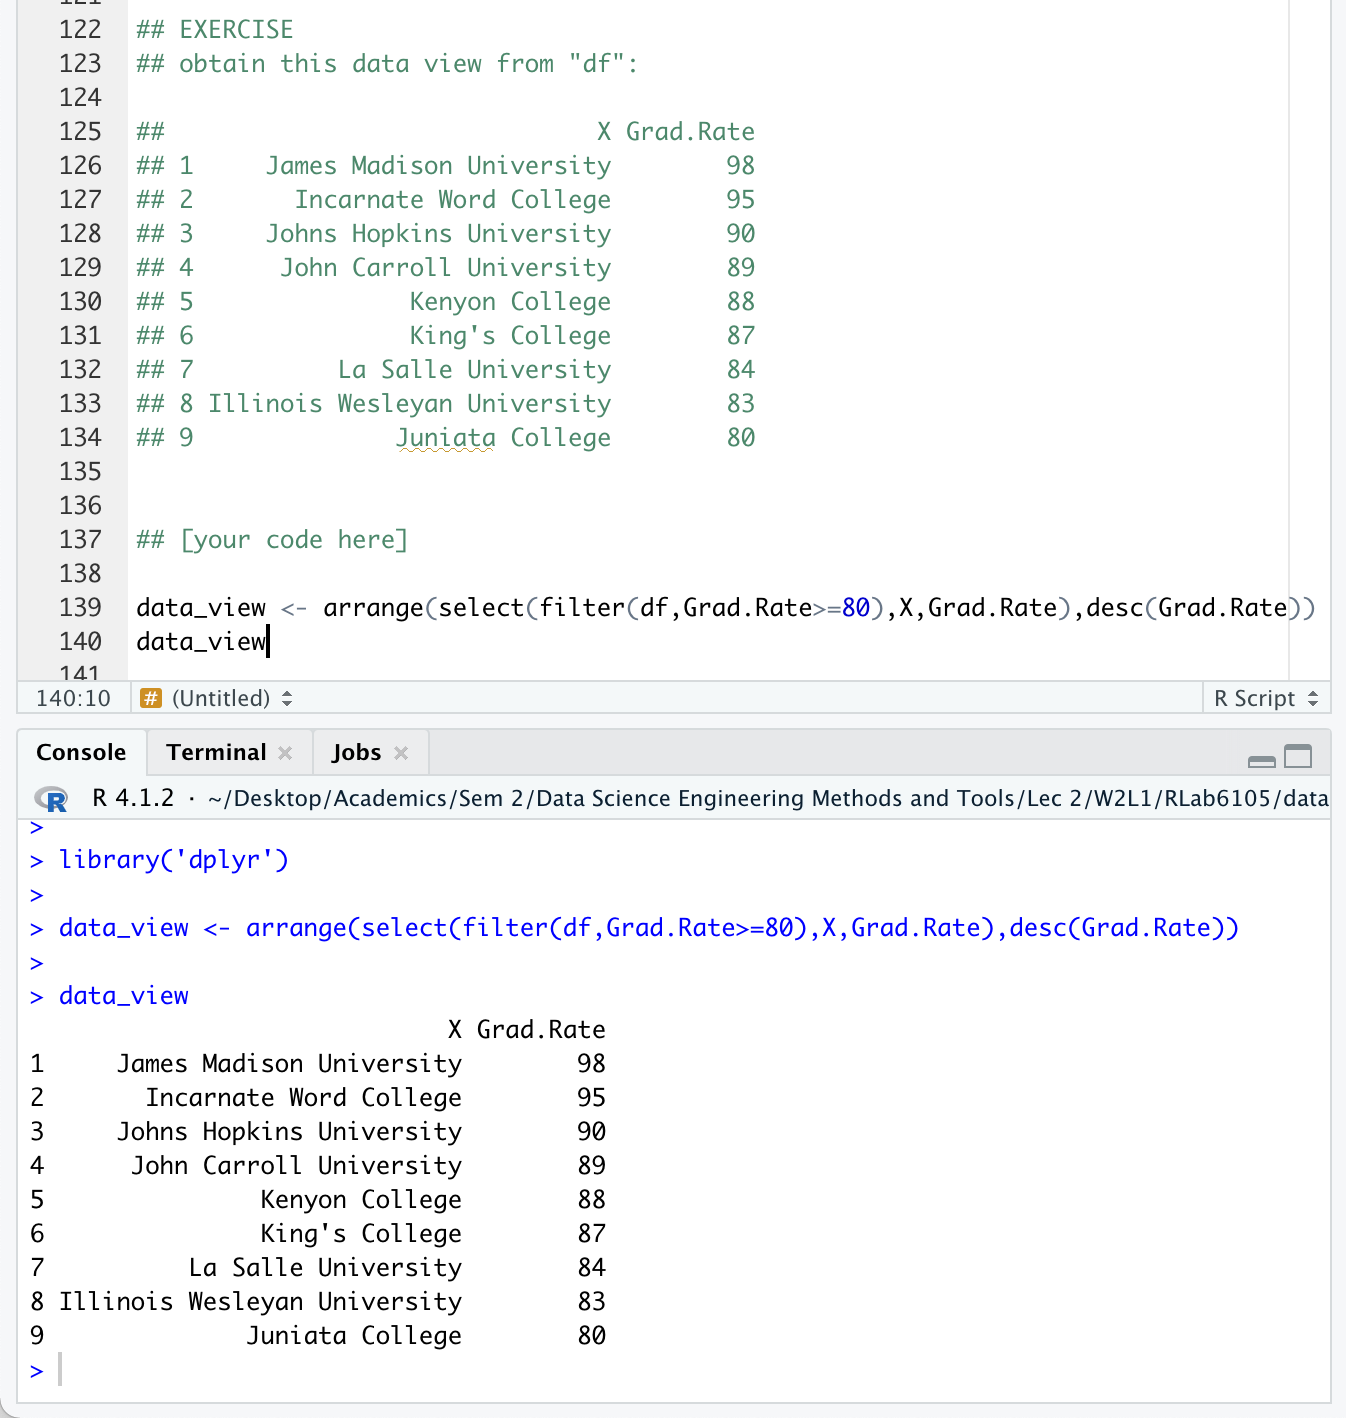 121
122 ## EXERCISE
123 ## obtain this data view from "df":
124
125 ##                              X Grad.Rate
126 ## 1     James Madison University        98
127 ## 2       Incarnate Word College        95
128 ## 3     Johns Hopkins University        90
129 ## 4      John Carroll University        89
130 ## 5               Kenyon College        88
131 ## 6               King's College        87
132 ## 7          La Salle University        84
133 ## 8 Illinois Wesleyan University        83
134 ## 9              Juniata College        80
135
136
137 ## [your code here]
138
139 data_view <- arrange(select(filter(df,Grad.Rate>=80),X,Grad.Rate),desc(Grad.Rate))
140 data_view
141
140:10 # (Untitled) R Script
Console Terminal Jobs
R R 4.1.2 · ~/Desktop/Academics/Sem 2/Data Science Engineering Methods and Tools/Lec 2/W2L1/RLab6105/data
>
> library('dplyr')
>
> data_view <- arrange(select(filter(df,Grad.Rate>=80),X,Grad.Rate),desc(Grad.Rate))
>
> data_view
                             X Grad.Rate
1     James Madison University        98
2       Incarnate Word College        95
3     Johns Hopkins University        90
4      John Carroll University        89
5               Kenyon College        88
6               King's College        87
7          La Salle University        84
8 Illinois Wesleyan University        83
9              Juniata College        80
>